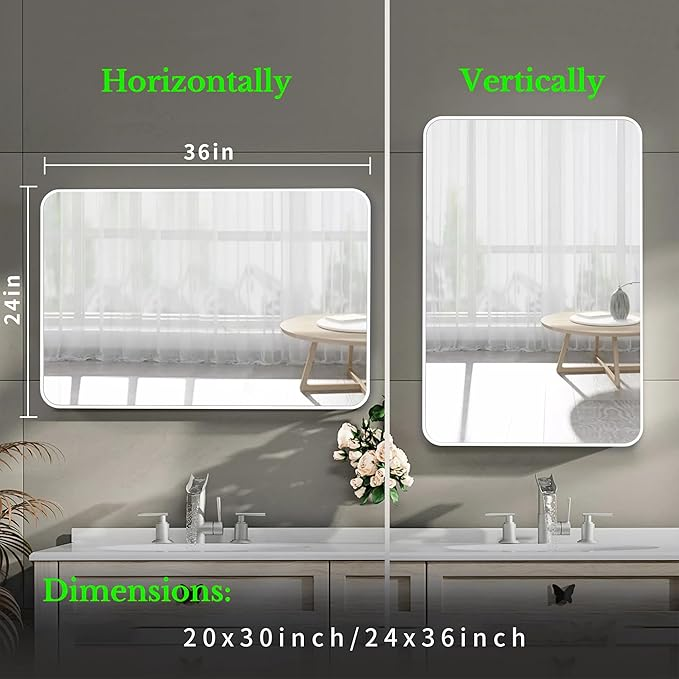 Horizontally
Vertically
36in
24in
Dimensions:
20x30inch/24x36inch